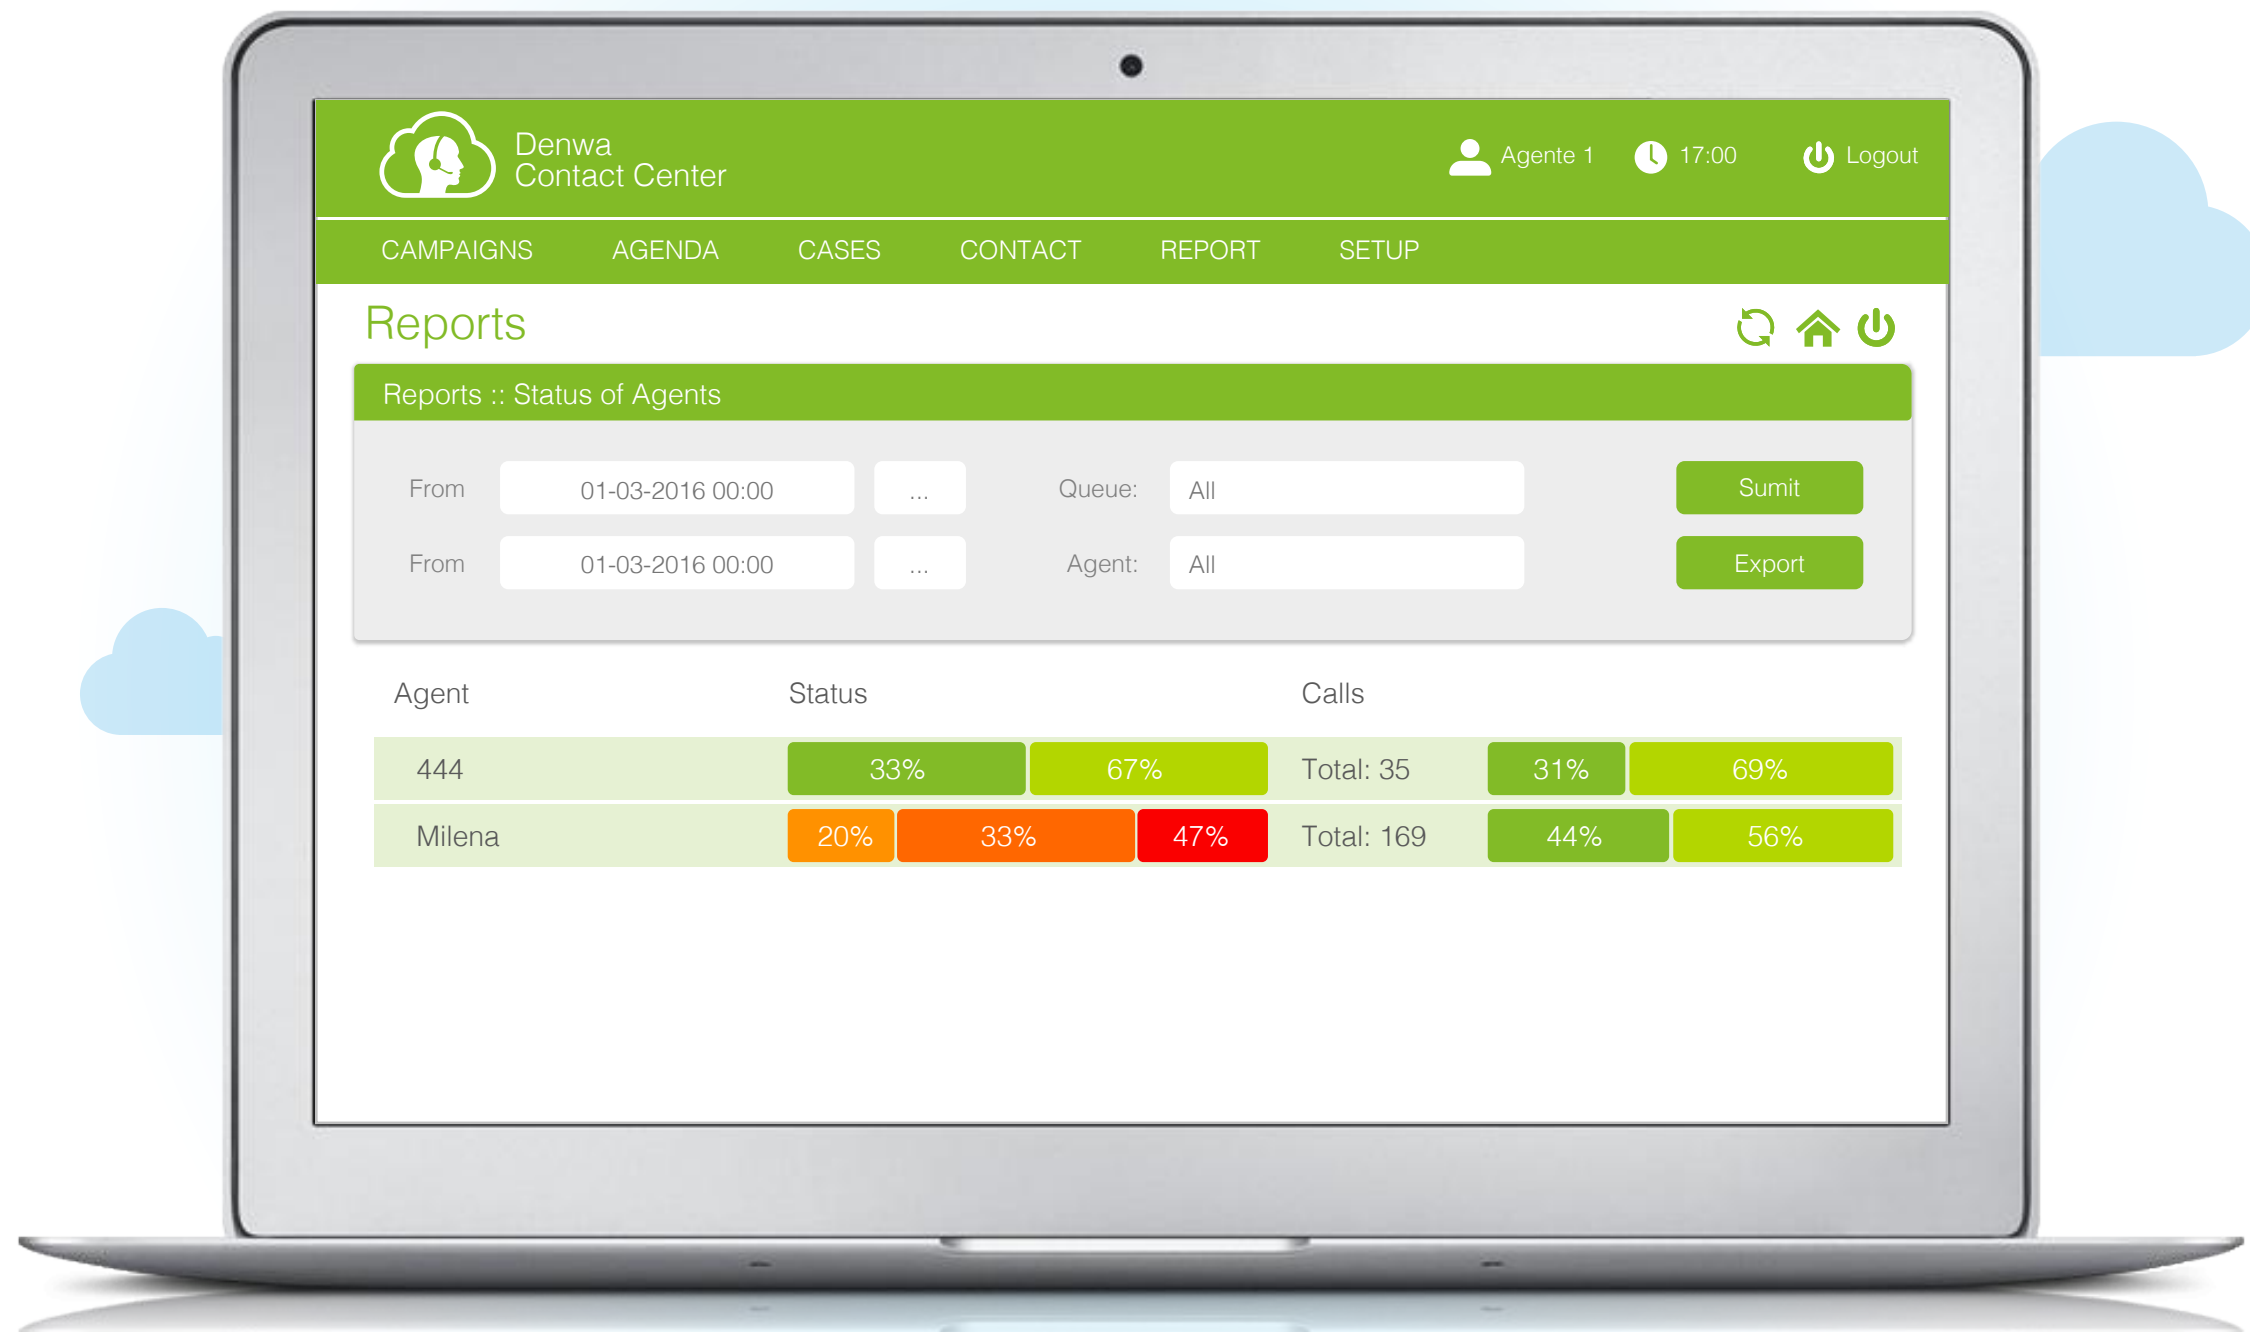 Denwa
Contact Center
Agente 1
17:00
Logout
CAMPAIGNS AGENDA CASES CONTACT REPORT SETUP
Reports
Reports :: Status of Agents
From 01-03-2016 00:00 ... Queue: All Sumit
From 01-03-2016 00:00 ... Agent: All Export
Agent Status Calls
444 33% 67% Total: 35 31% 69%
Milena 20% 33% 47% Total: 169 44% 56%